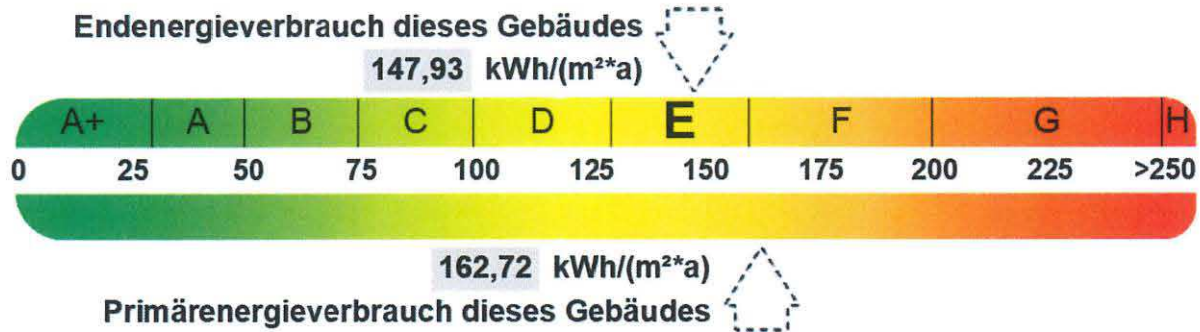 Endenergieverbrauch dieses Gebäudes
147,93 kWh/(m²*a)
A+ A B C D E F G H
0 25 50 75 100 125 150 175 200 225 >250
162,72 kWh/(m²*a)
Primärenergieverbrauch dieses Gebäudes